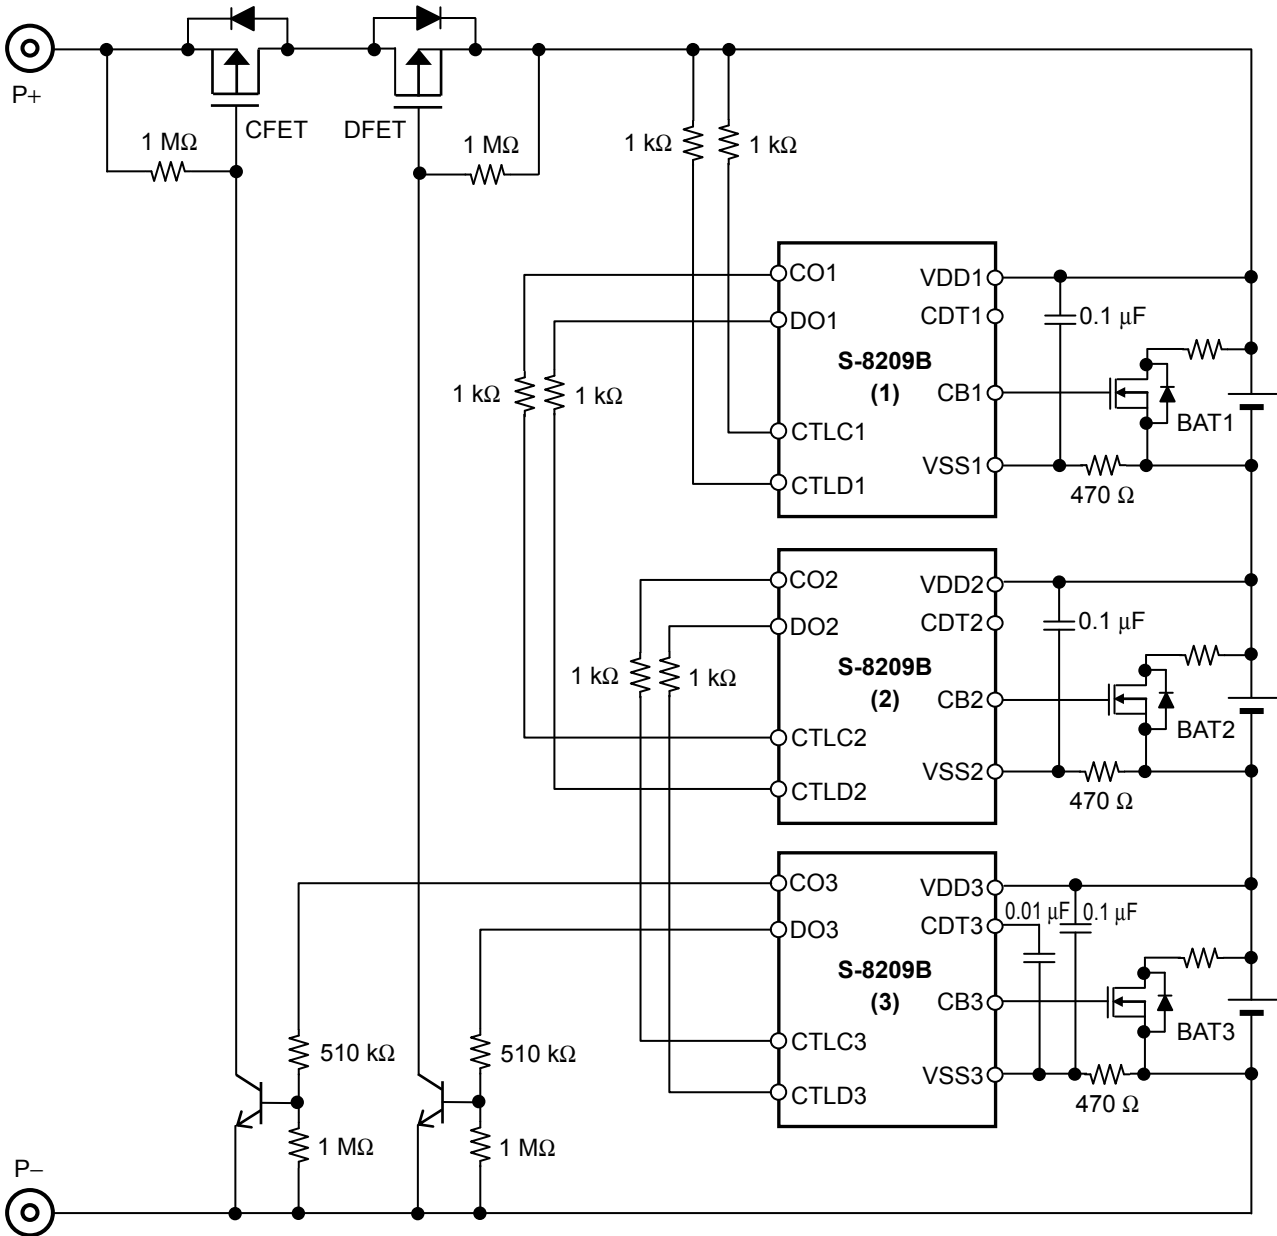 P+
CFET
DFET
1 MΩ
1 MΩ
1 kΩ
1 kΩ
CO1
VDD1
DO1
CDT1
0.1 μF
S-8209B
(1)
CB1
1 kΩ
1 kΩ
BAT1
CTLC1
VSS1
CTLD1
470 Ω
CO2
VDD2
DO2
CDT2
0.1 μF
S-8209B
(2)
1 kΩ
1 kΩ
CB2
BAT2
CTLC2
VSS2
CTLD2
470 Ω
CO3
VDD3
0.01 μF
0.1 μF
DO3
CDT3
S-8209B
(3)
CB3
BAT3
510 kΩ
510 kΩ
CTLC3
VSS3
CTLD3
470 Ω
1 MΩ
1 MΩ
P−